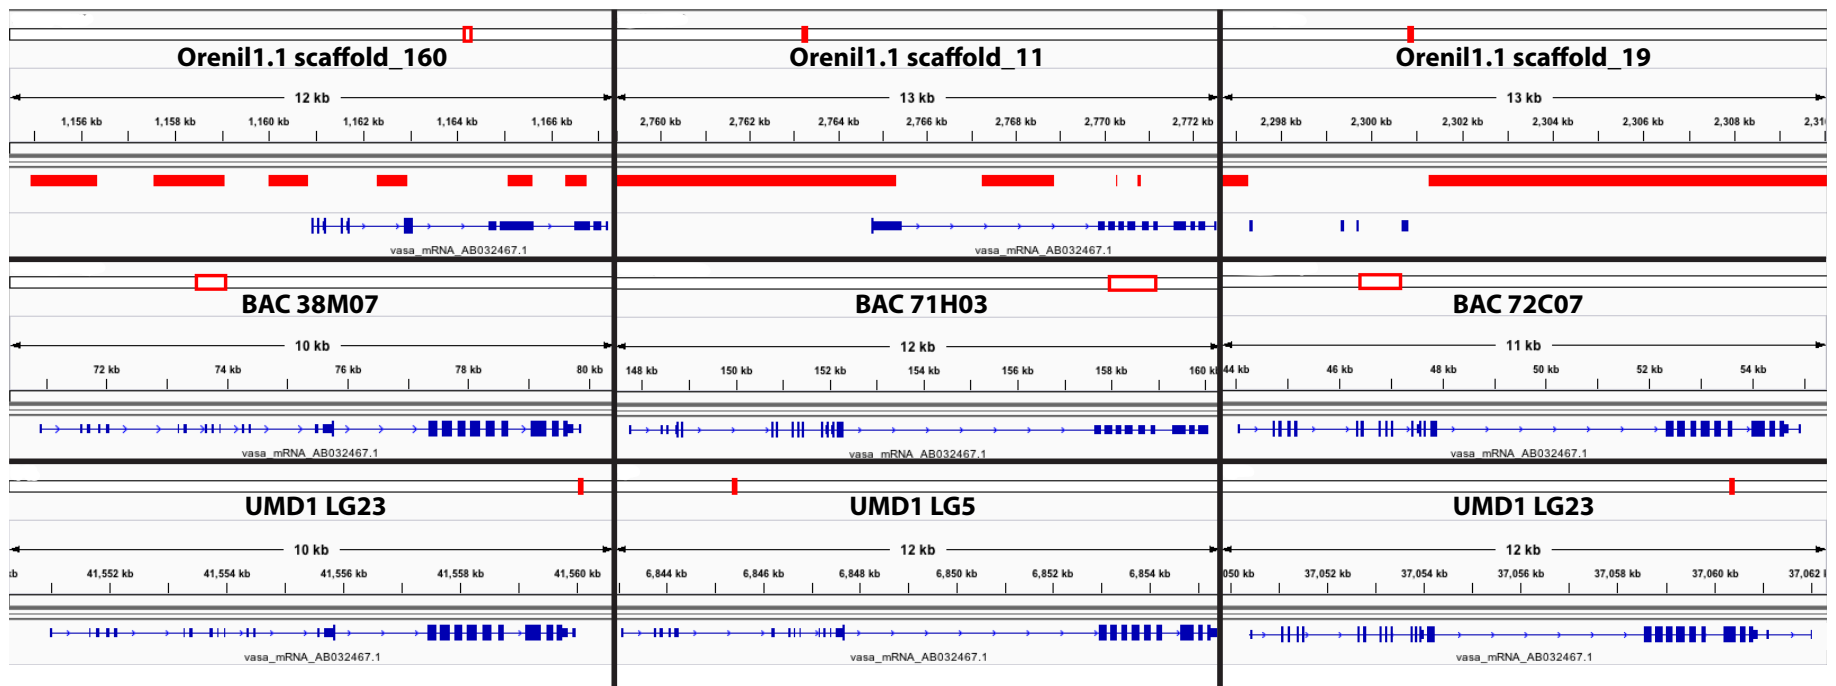 Orenil1.1 scaffold_160
12 kb
1,156 kb 1,158 kb 1,160 kb 1,162 kb 1,164 kb 1,166 kb
vasa_mRNA_AB032467.1
Orenil1.1 scaffold_11
13 kb
2,760 kb 2,762 kb 2,764 kb 2,766 kb 2,768 kb 2,770 kb 2,772 kb
vasa_mRNA_AB032467.1
Orenil1.1 scaffold_19
13 kb
2,298 kb 2,300 kb 2,302 kb 2,304 kb 2,306 kb 2,308 kb 2,31
BAC 38M07
10 kb
72 kb 74 kb 76 kb 78 kb 80 kb
vasa_mRNA_AB032467.1
BAC 71H03
12 kb
148 kb 150 kb 152 kb 154 kb 156 kb 158 kb 160 k
vasa_mRNA_AB032467.1
BAC 72C07
11 kb
44 kb 46 kb 48 kb 50 kb 52 kb 54 kb
vasa_mRNA_AB032467.1
UMD1 LG23
10 kb
kb 41,552 kb 41,554 kb 41,556 kb 41,558 kb 41,560 kb
vasa_mRNA_AB032467.1
UMD1 LG5
12 kb
6,844 kb 6,846 kb 6,848 kb 6,850 kb 6,852 kb 6,854 kb
vasa_mRNA_AB032467.1
UMD1 LG23
12 kb
050 kb 37,052 kb 37,054 kb 37,056 kb 37,058 kb 37,060 kb 37,062
vasa_mRNA_AB032467.1